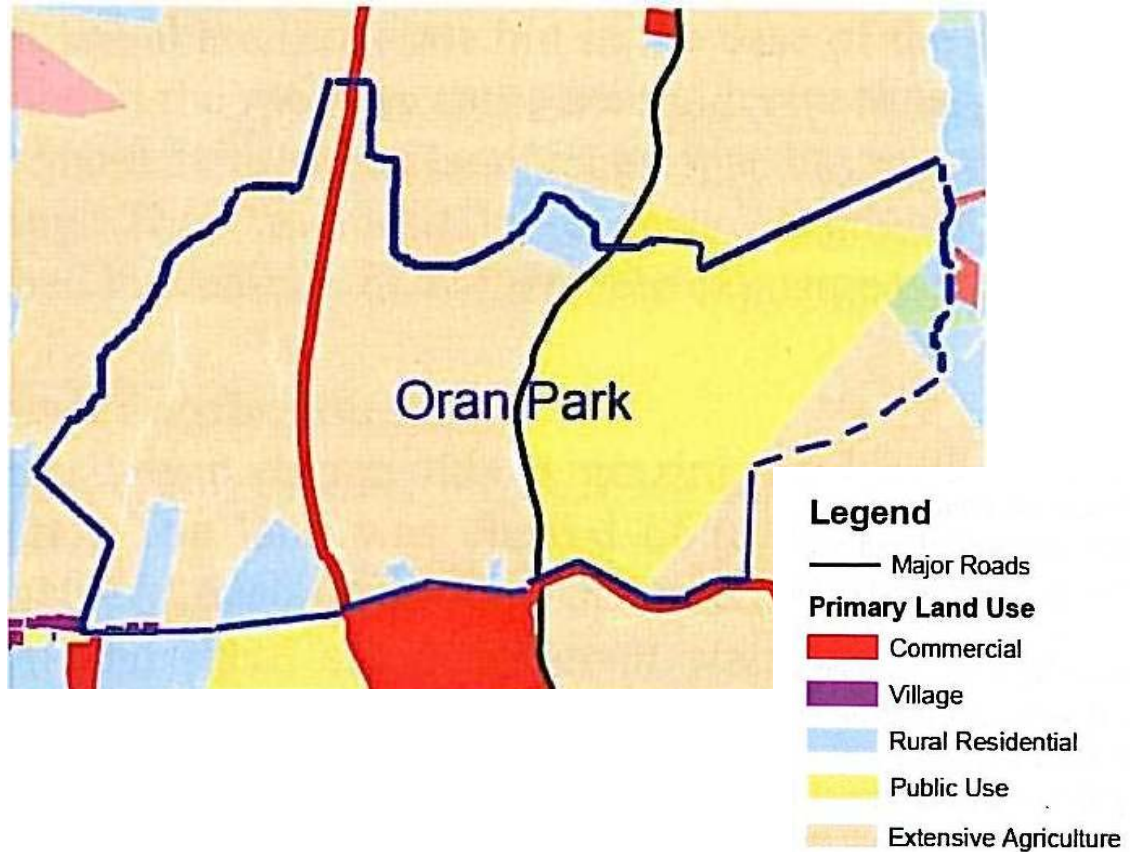 Oran Park
Legend
Major Roads
Primary Land Use
Commercial
Village
Rural Residential
Public Use
Extensive Agriculture